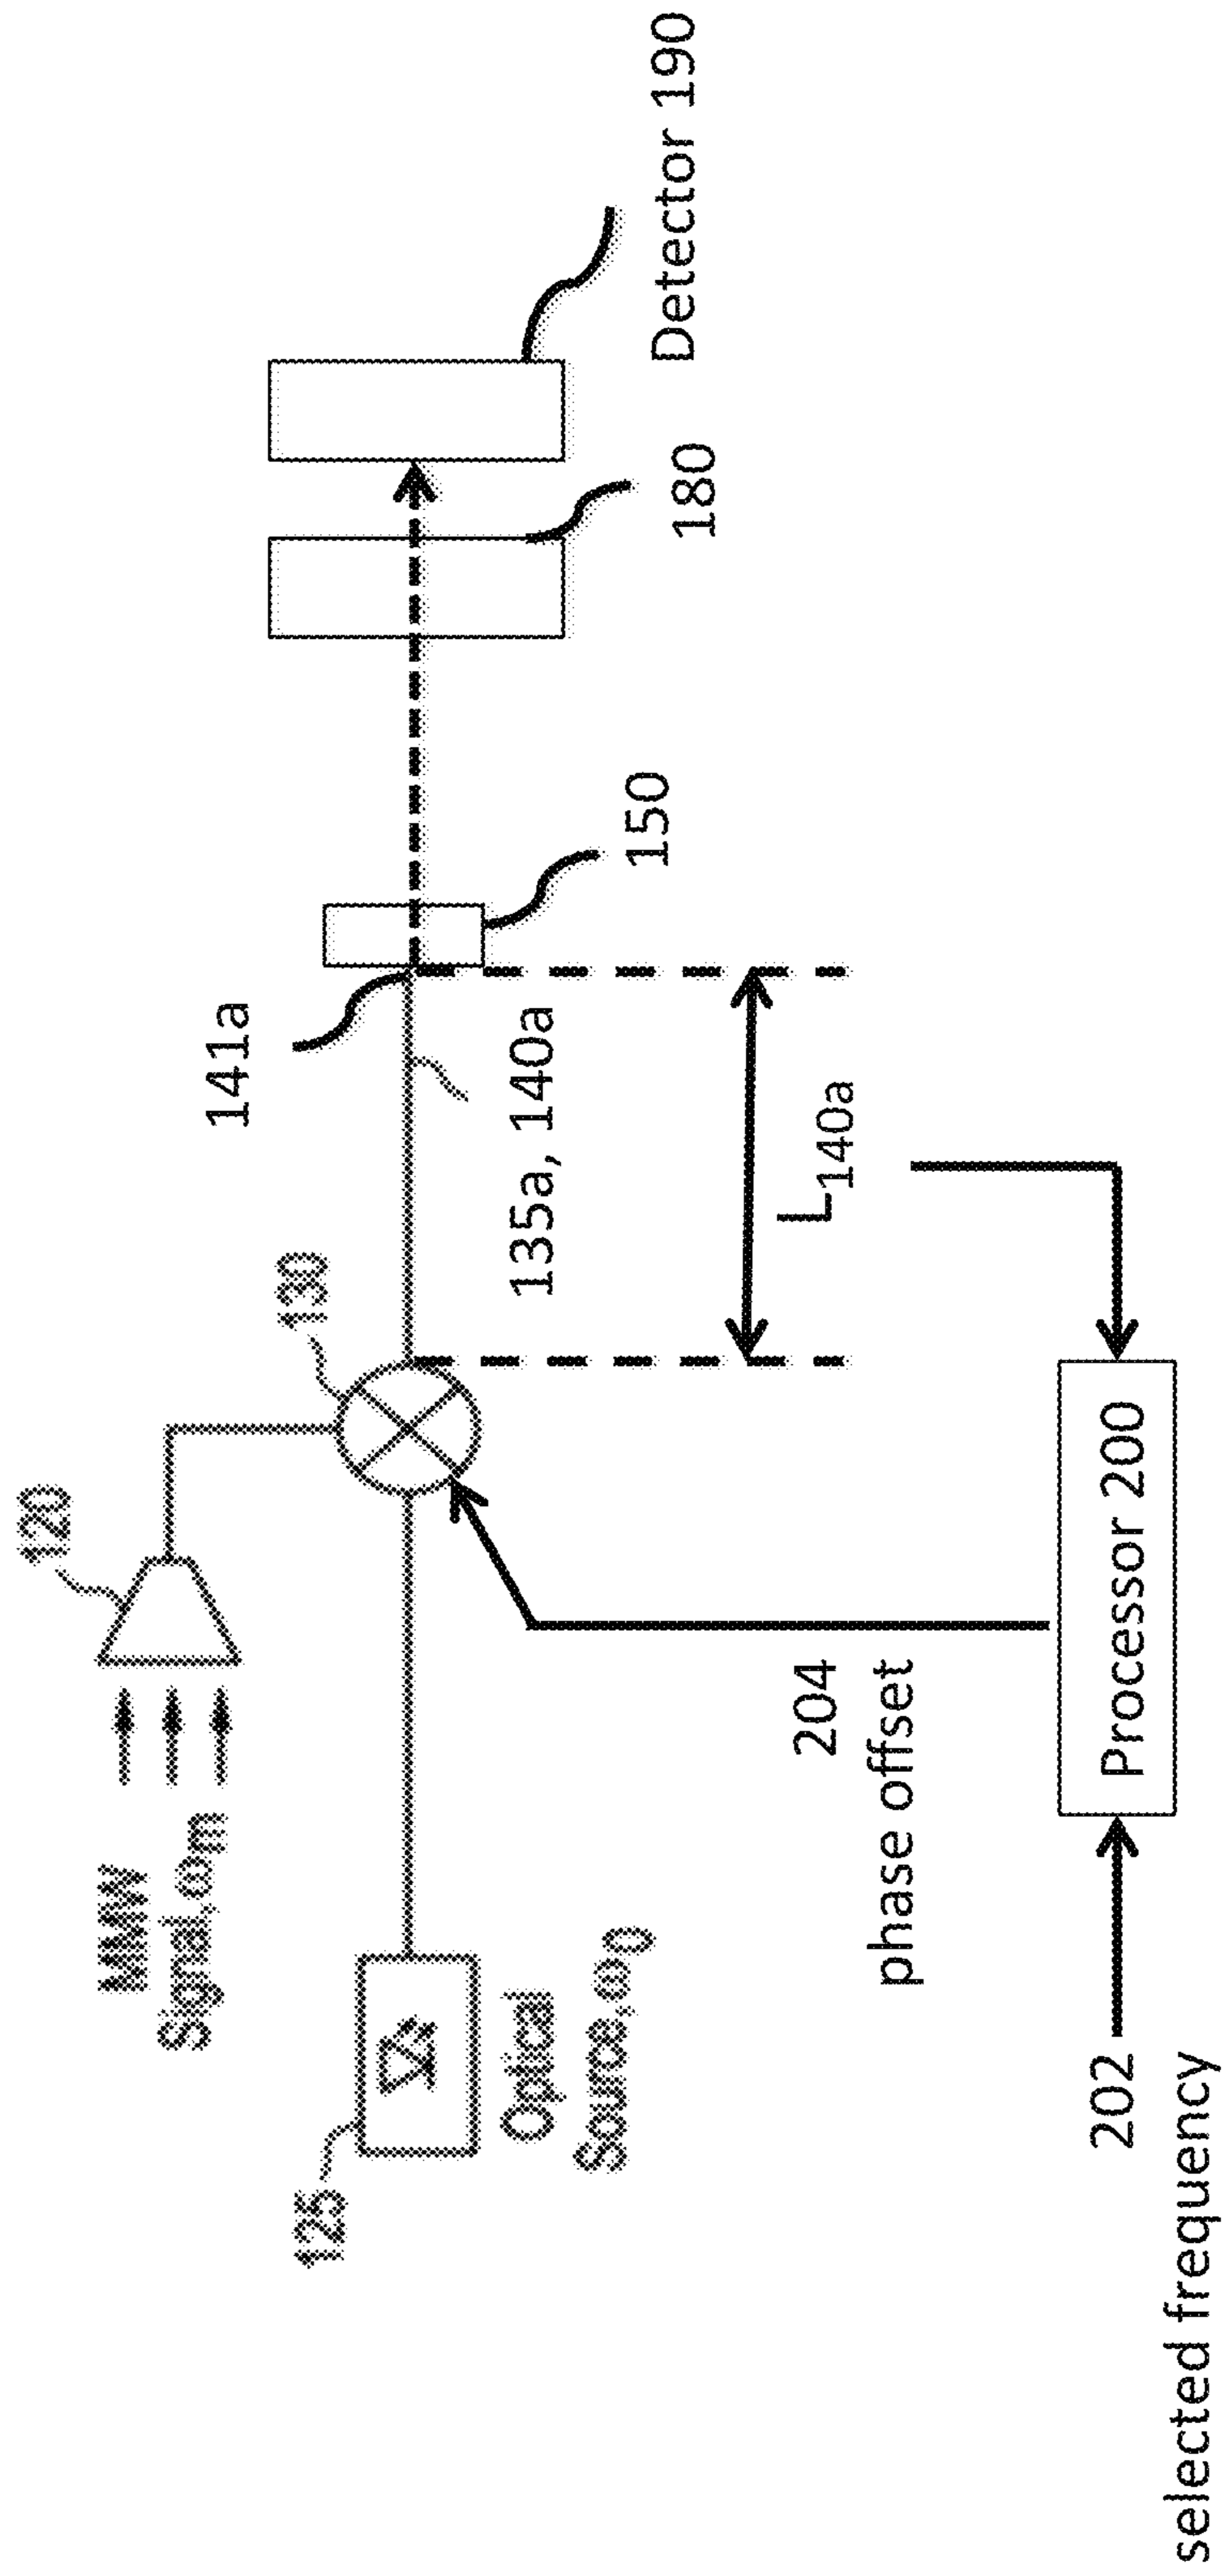 120
MMW
Signal, ωm
130
125
Optical
Source, ω0
141a
135a, 140a
150
180
Detector 190
L140a
204
phase offset
Processor 200
202
selected frequency